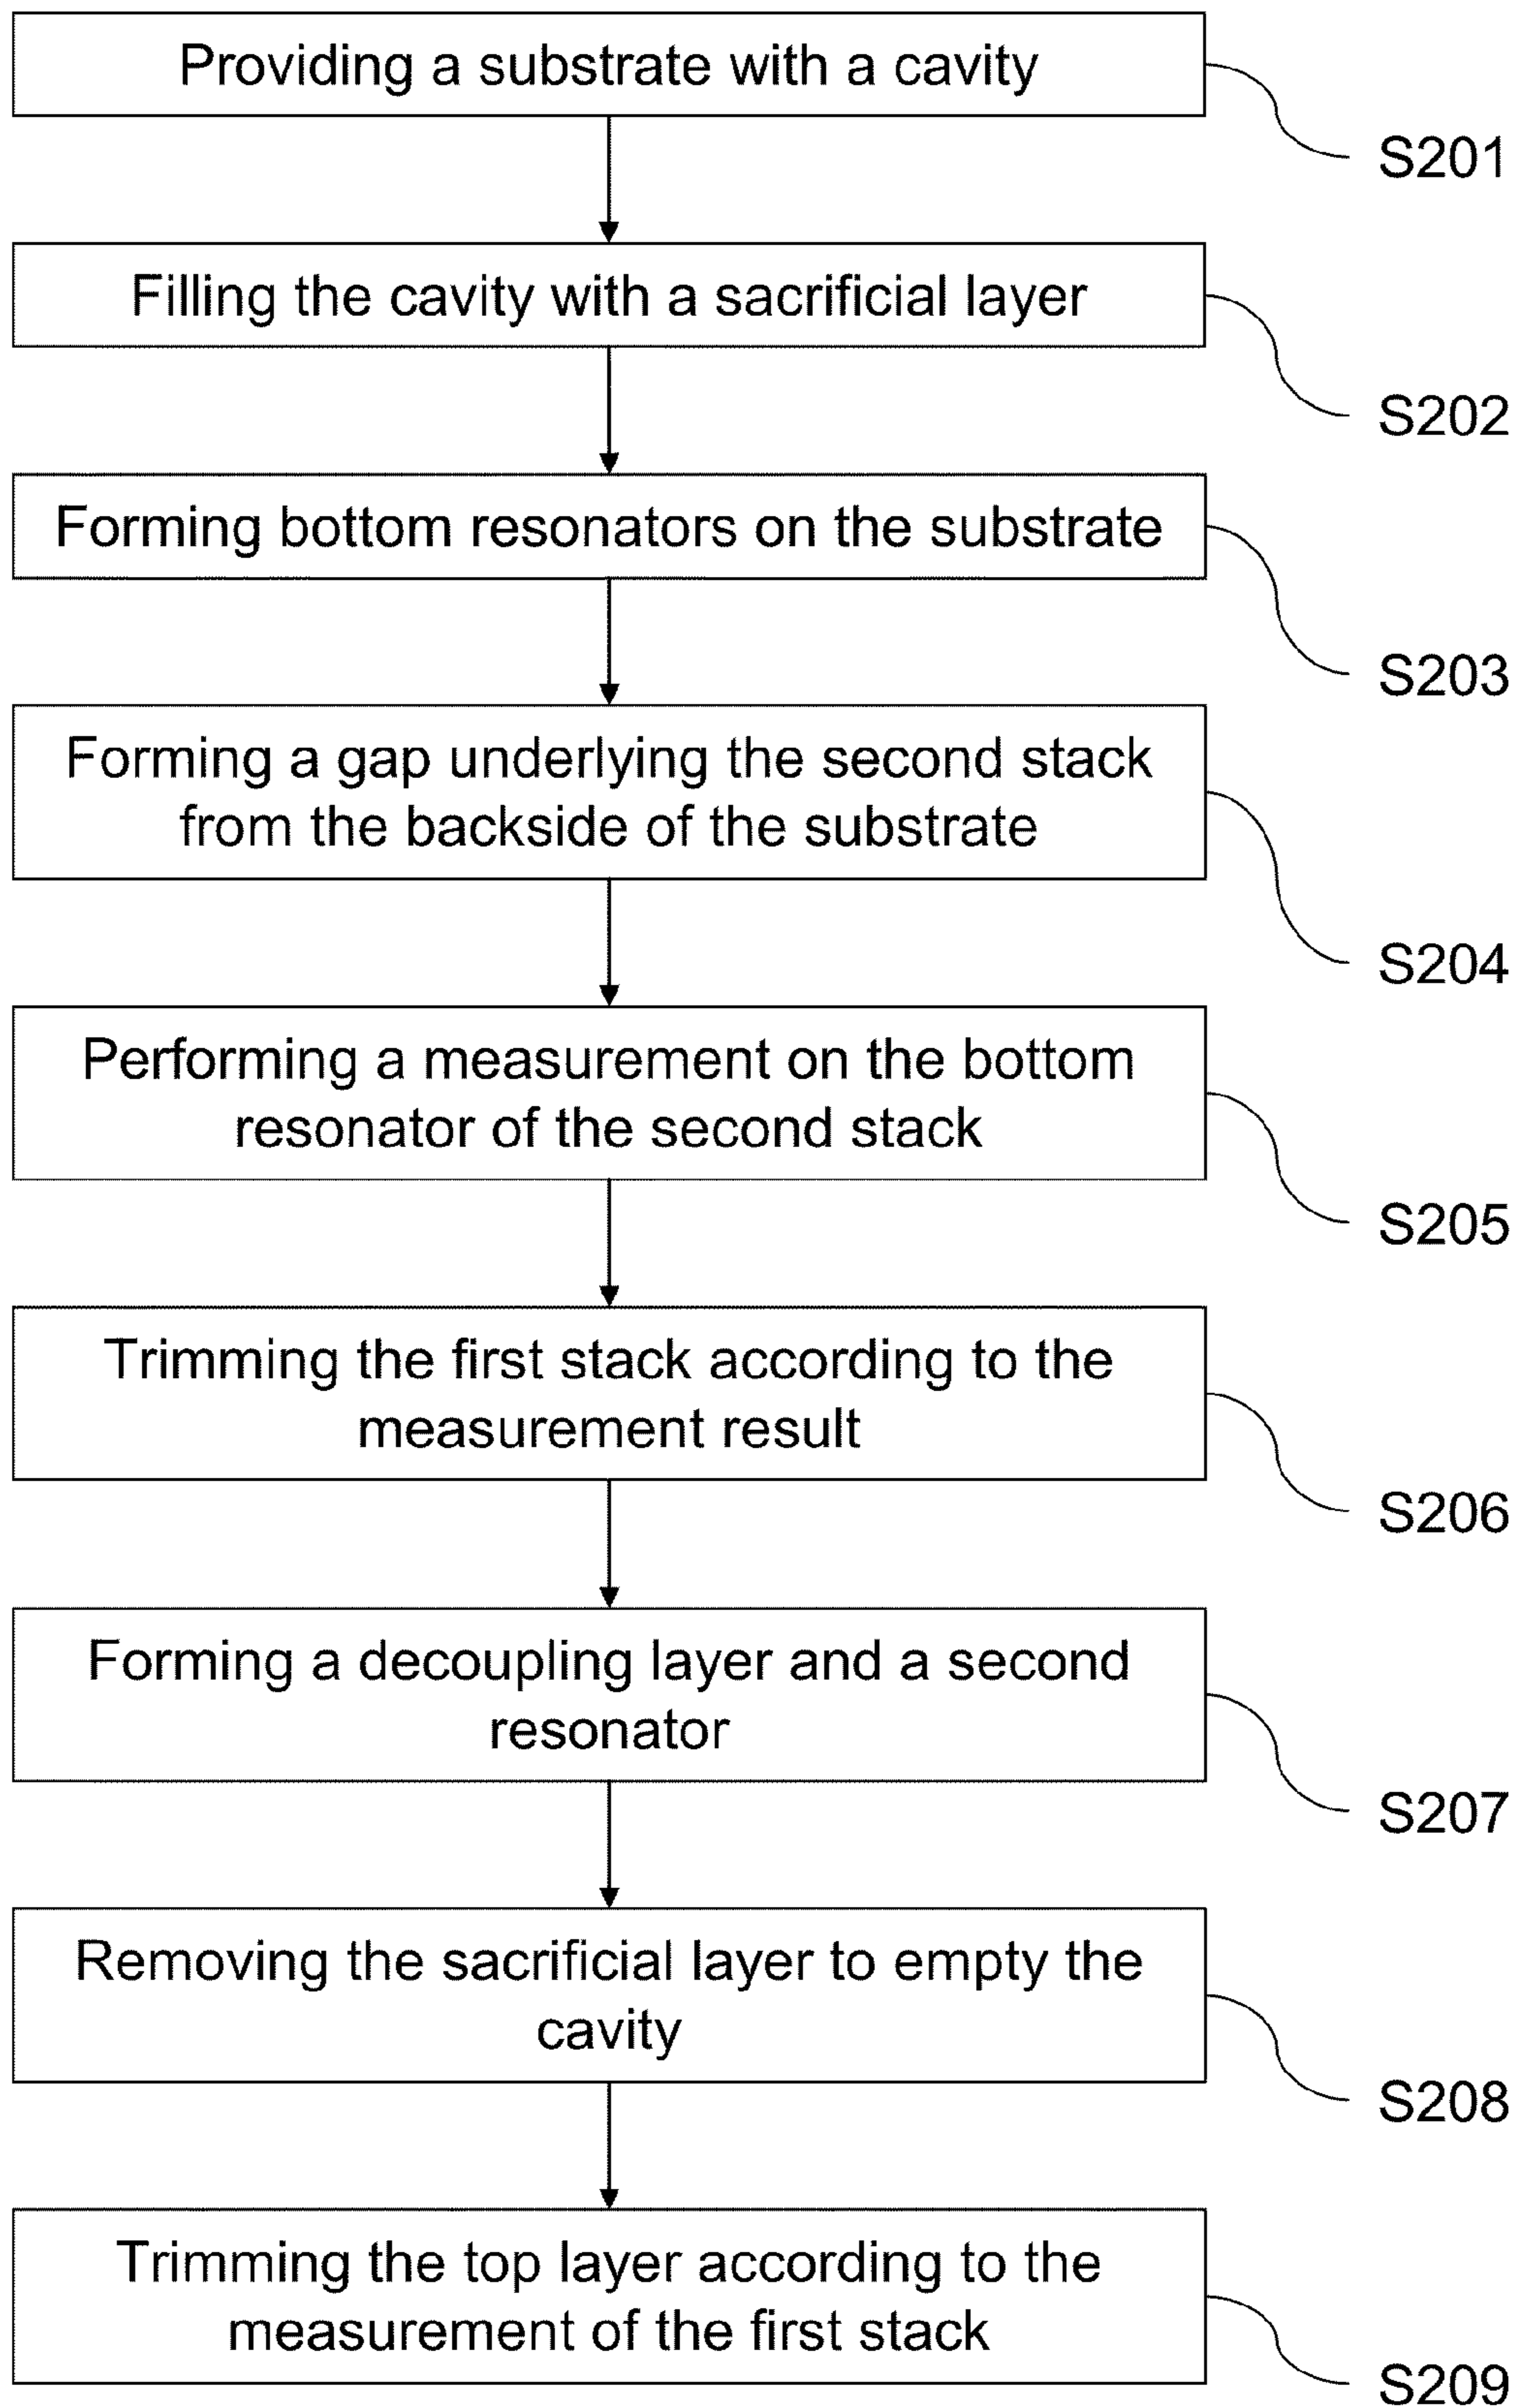 Providing a substrate with a cavity
S201
Filling the cavity with a sacrificial layer
S202
Forming bottom resonators on the substrate
S203
Forming a gap underlying the second stack
from the backside of the substrate
S204
Performing a measurement on the bottom
resonator of the second stack
S205
Trimming the first stack according to the
measurement result
S206
Forming a decoupling layer and a second
resonator
S207
Removing the sacrificial layer to empty the
cavity
S208
Trimming the top layer according to the
measurement of the first stack
S209